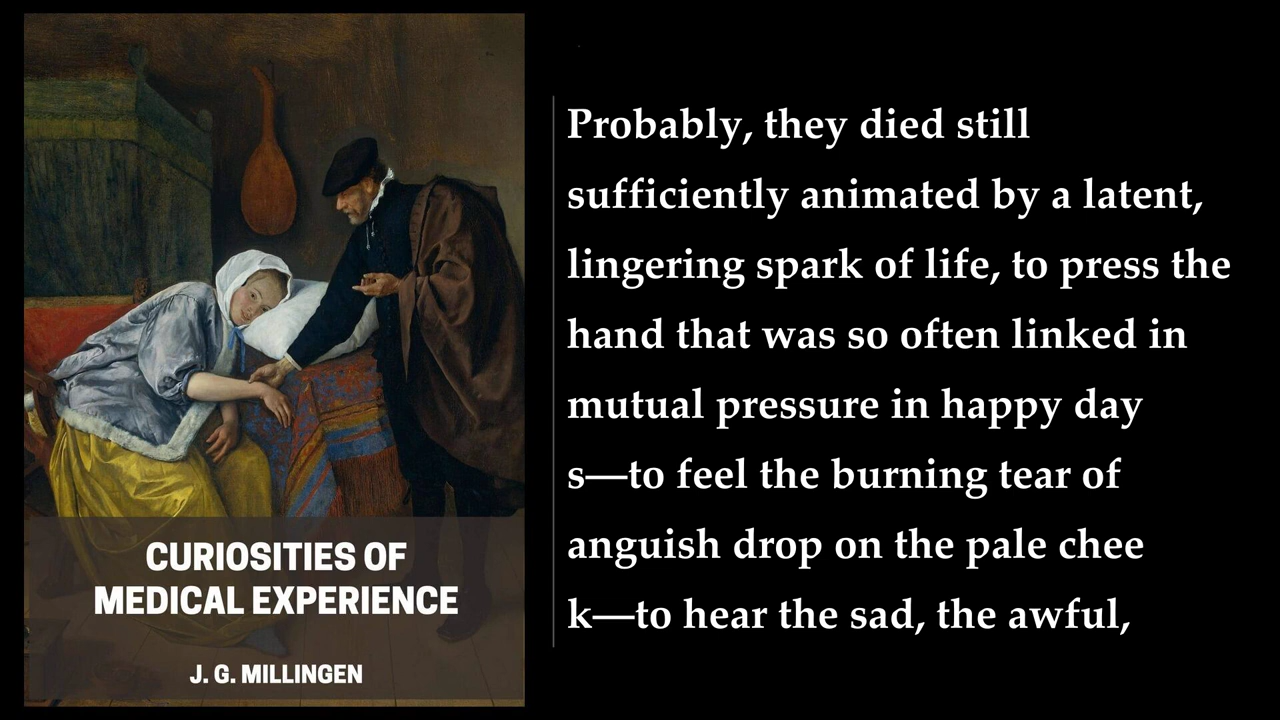 CURIOSITIES OF
MEDICAL EXPERIENCE
J. G. MILLINGEN
Probably, they died still
sufficiently animated by a latent,
lingering spark of life, to press the
hand that was so often linked in
mutual pressure in happy day
s—to feel the burning tear of
anguish drop on the pale chee
k—to hear the sad, the awful,